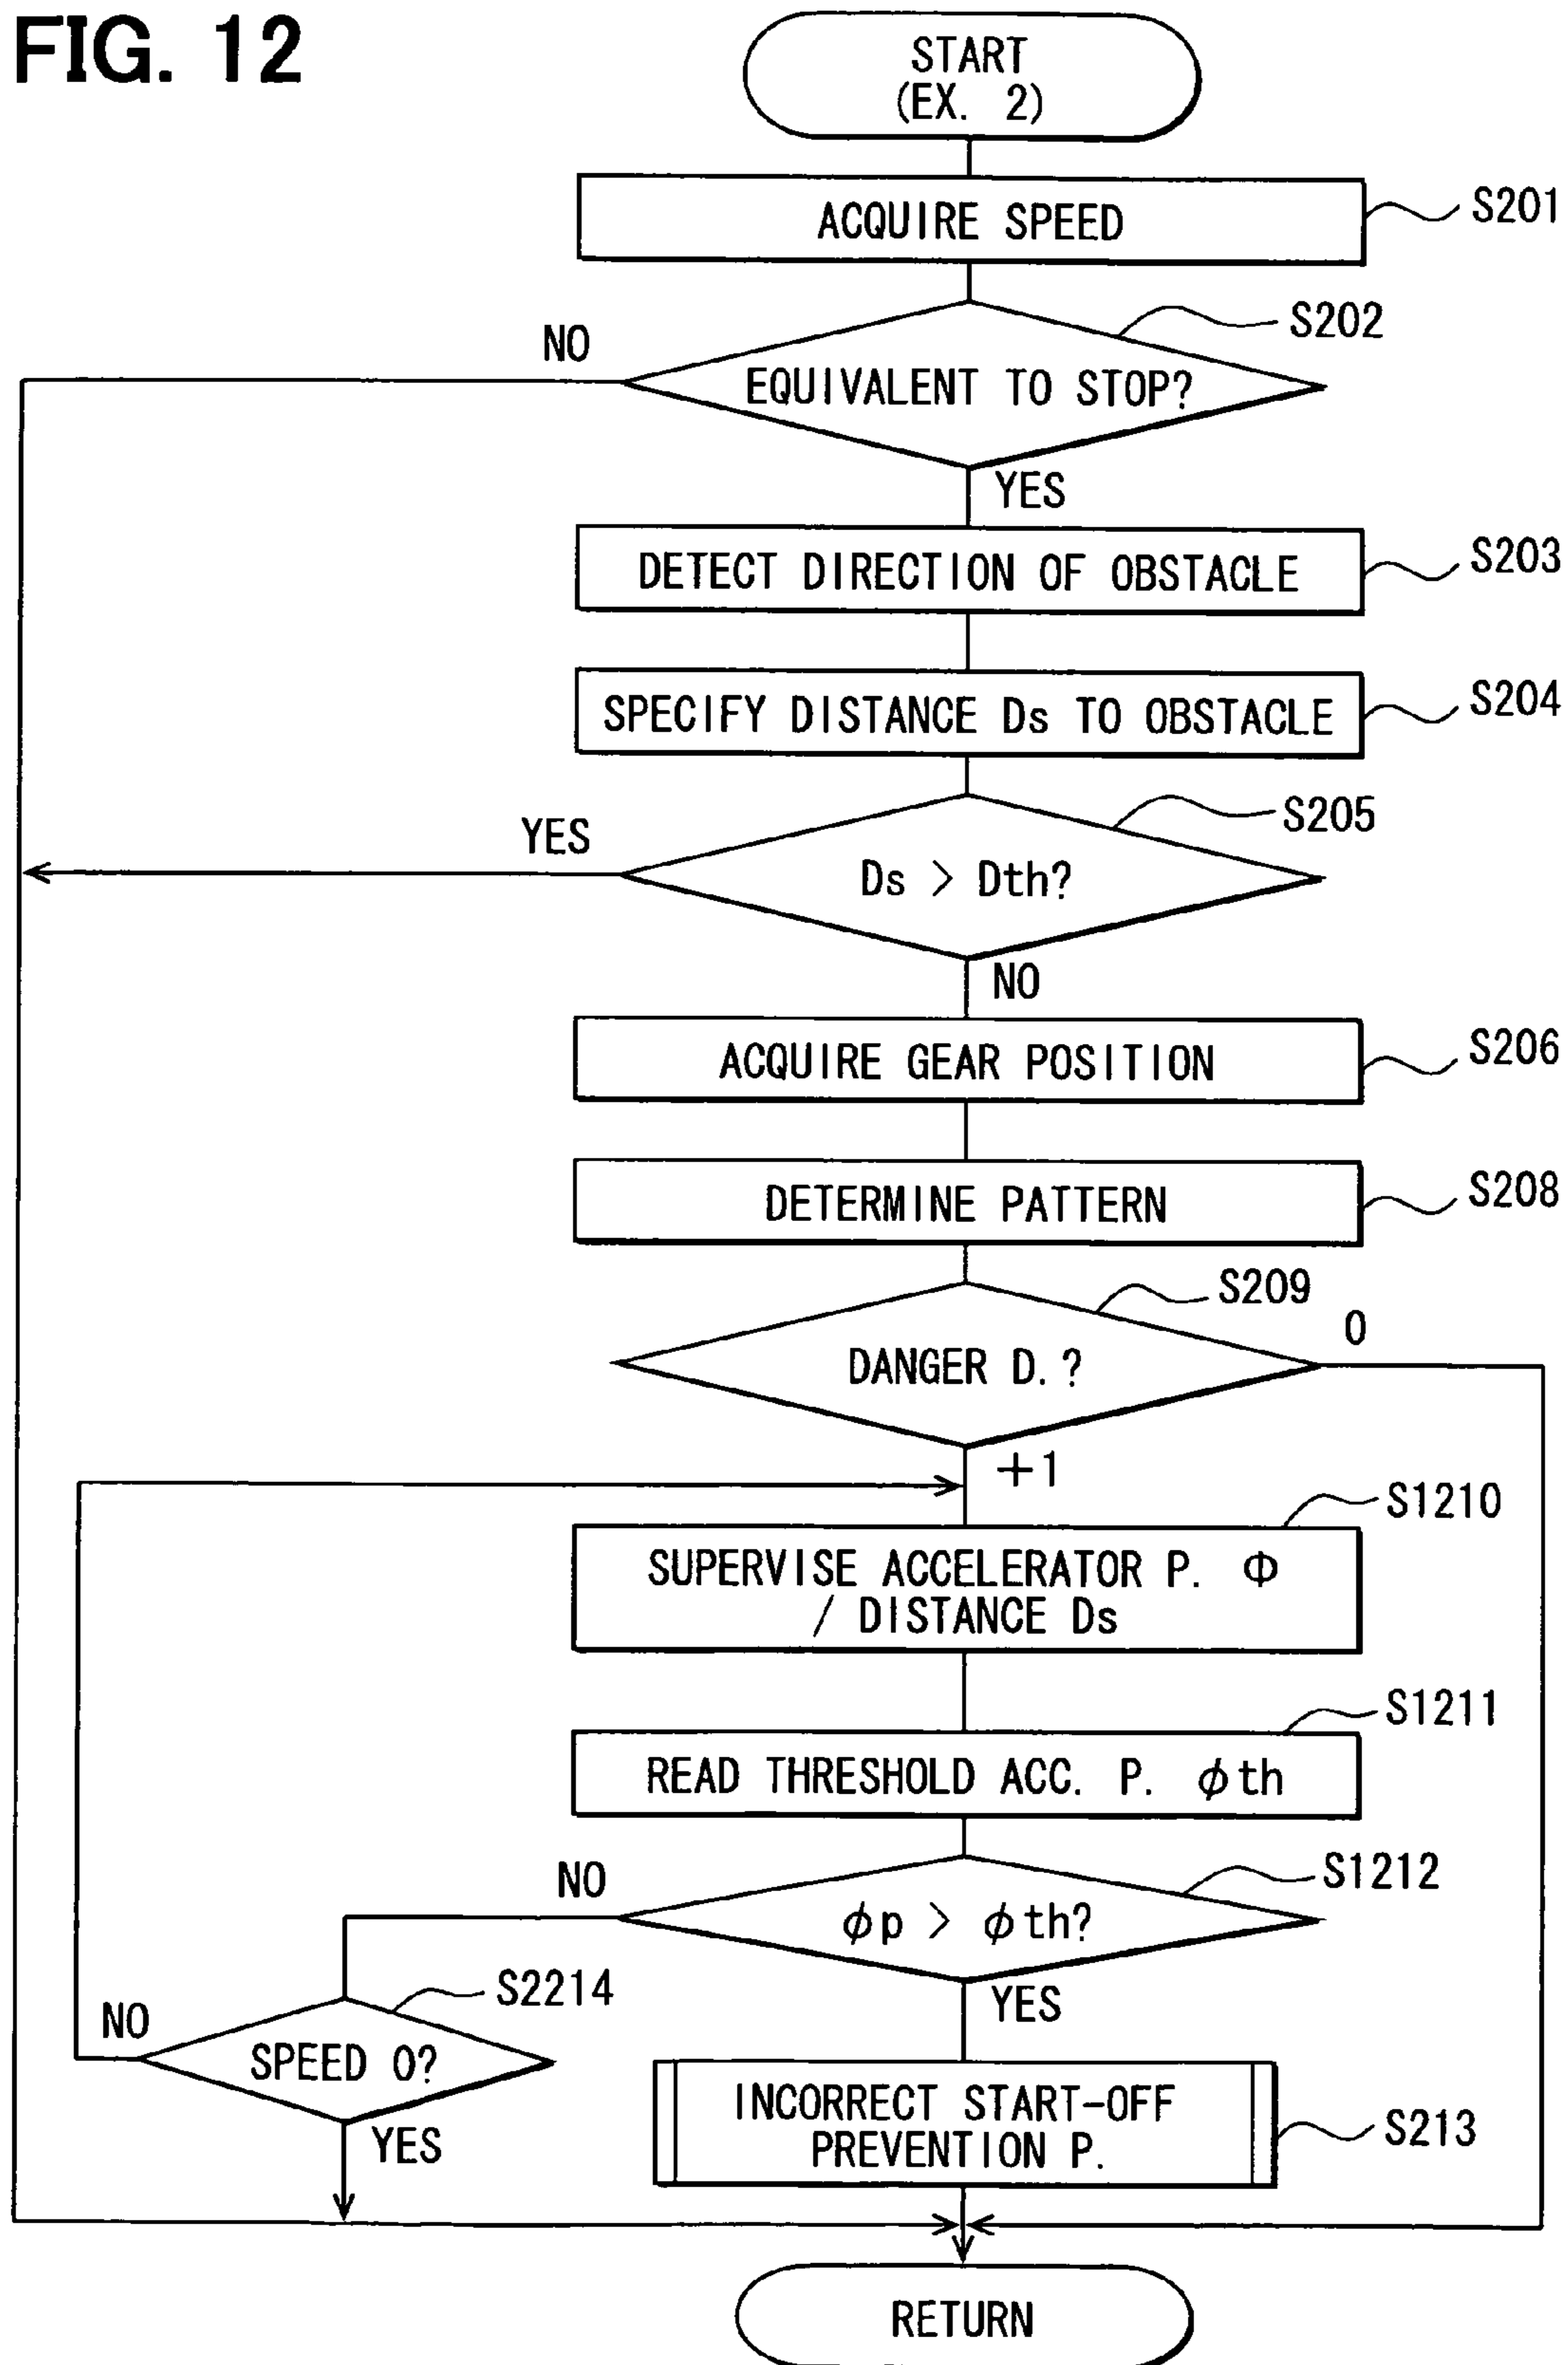 FIG. 12
START
(EX. 2)
ACQUIRE SPEED
S201
S202
NO
EQUIVALENT TO STOP?
YES
DETECT DIRECTION OF OBSTACLE
S203
SPECIFY DISTANCE Ds TO OBSTACLE
S204
S205
YES
Ds > Dth?
NO
ACQUIRE GEAR POSITION
S206
DETERMINE PATTERN
S208
S209
0
DANGER D. ?
+1
S1210
SUPERVISE ACCELERATOR P. Φ
/ DISTANCE Ds
S1211
READ THRESHOLD ACC. P. ϕth
S1212
NO
ϕp > ϕth?
YES
S2214
NO
SPEED 0?
YES
INCORRECT START-OFF
PREVENTION P.
S213
RETURN